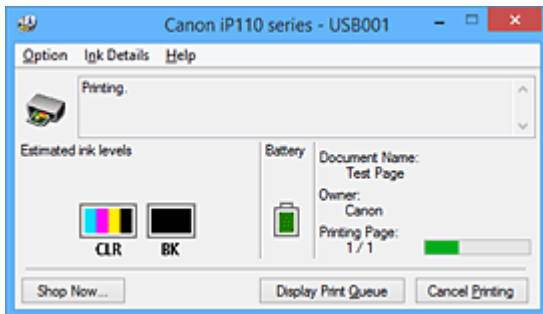 Canon iP110 series - USB001
Option Ink Details Help
Printing.
Estimated ink levels
CLR BK
Battery
Document Name:
Test Page
Owner:
Canon
Printing Page:
1 / 1
Shop Now... Display Print Queue Cancel Printing